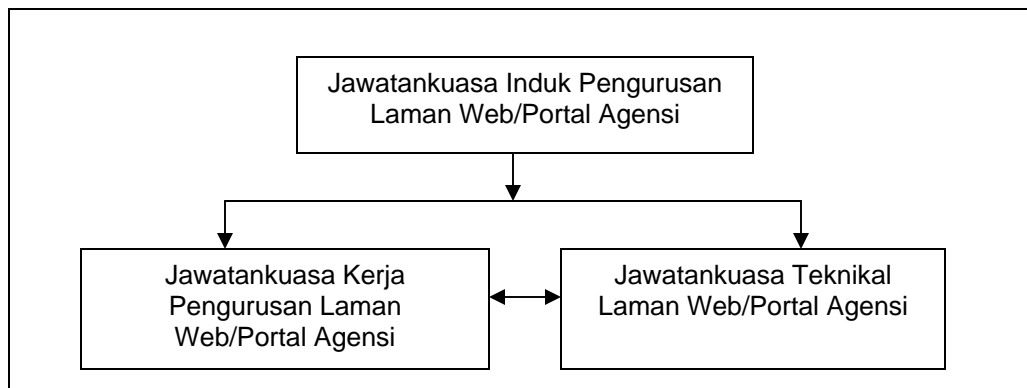 Jawatankuasa Induk Pengurusan
Laman Web/Portal Agensi
Jawatankuasa Kerja
Pengurusan Laman
Web/Portal Agensi
Jawatankuasa Teknikal
Laman Web/Portal Agensi